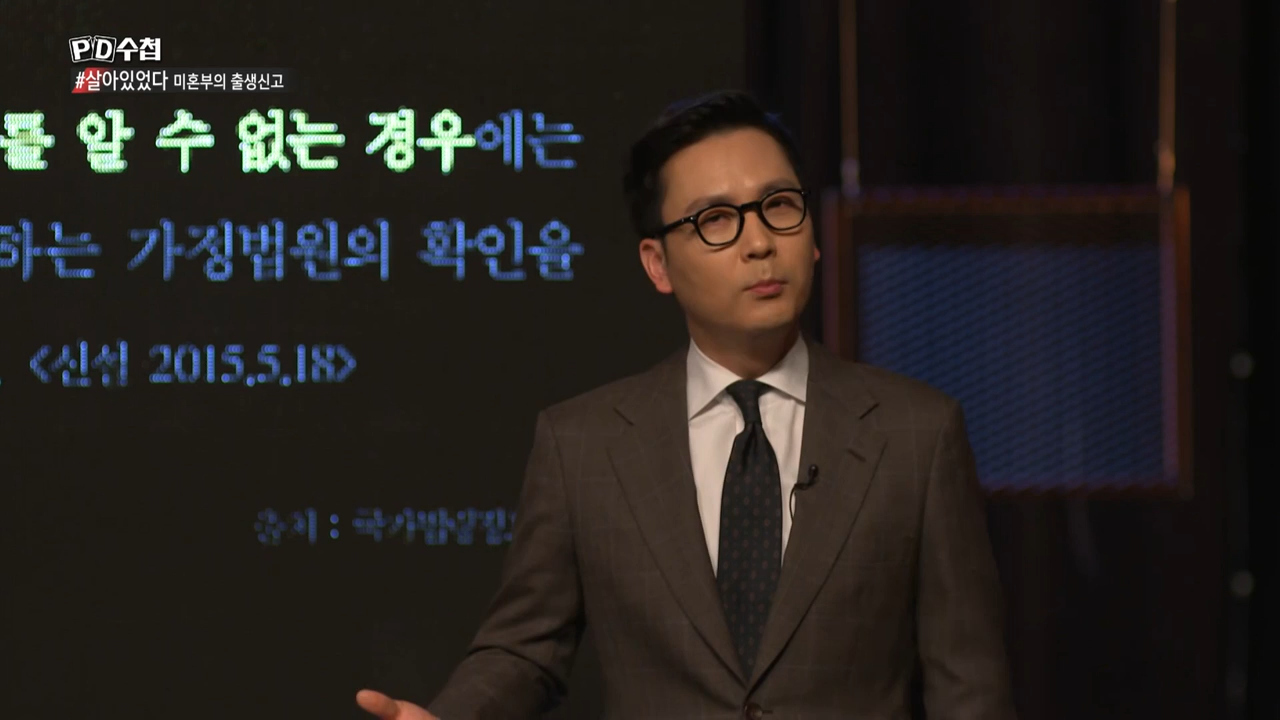 PD수첩
#살아있었다 미혼부의 출생신고
를 알 수 없는 경우에는
하는 가정법원의 확인을
<신설 2015.5.18>
출처 :